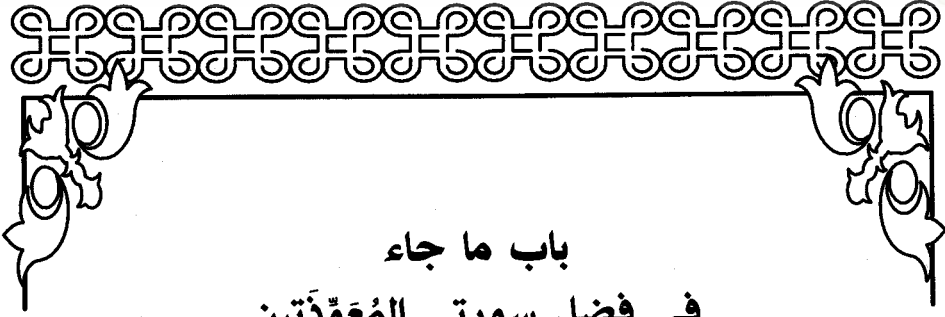 باب ما جاء
في فضل سورتي المُعَوِّذَتين